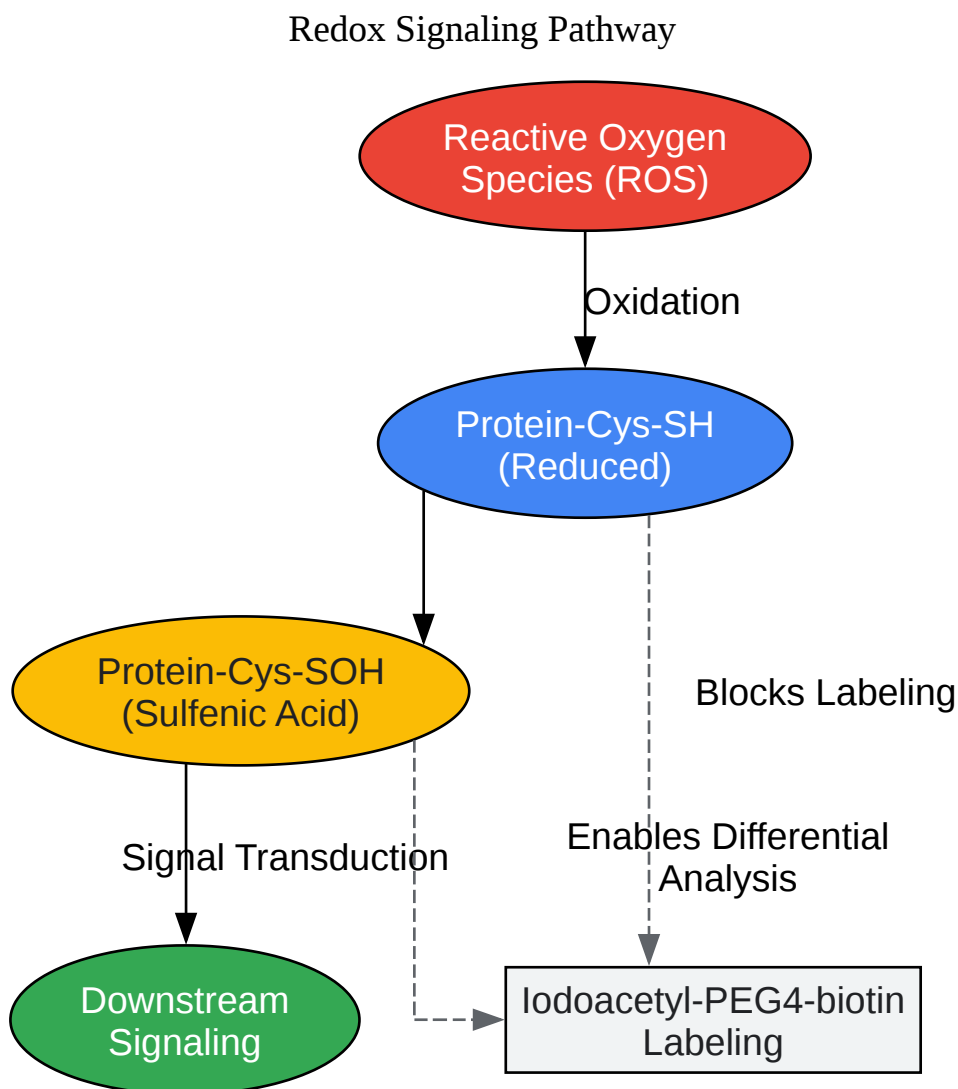 Redox Signaling Pathway
Reactive Oxygen
Species (ROS)
Oxidation
Protein-Cys-SH
(Reduced)
Protein-Cys-SOH
(Sulfenic Acid)
Blocks Labeling
Signal Transduction
Enables Differential
Analysis
Downstream
Signaling
Iodoacetyl-PEG4-biotin
Labeling